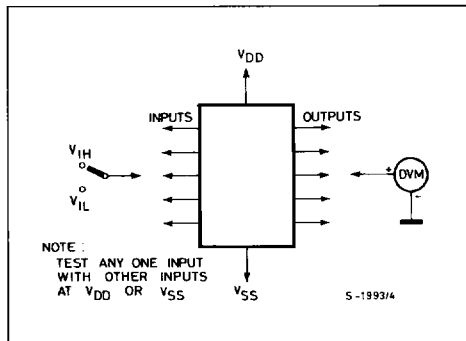 VDD
INPUTS
OUTPUTS
VIH
VIL
+
DVM
-
NOTE :
TEST ANY ONE INPUT
WITH OTHER INPUTS
AT VDD OR VSS
VSS
S-1993/4